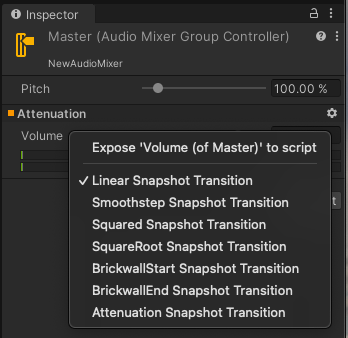 Inspector
Master (Audio Mixer Group Controller)
NewAudioMixer
Pitch 100.00 %
Attenuation
Volume
Expose 'Volume (of Master)' to script
Linear Snapshot Transition
Smoothstep Snapshot Transition
Squared Snapshot Transition
SquareRoot Snapshot Transition
BrickwallStart Snapshot Transition
BrickwallEnd Snapshot Transition
Attenuation Snapshot Transition